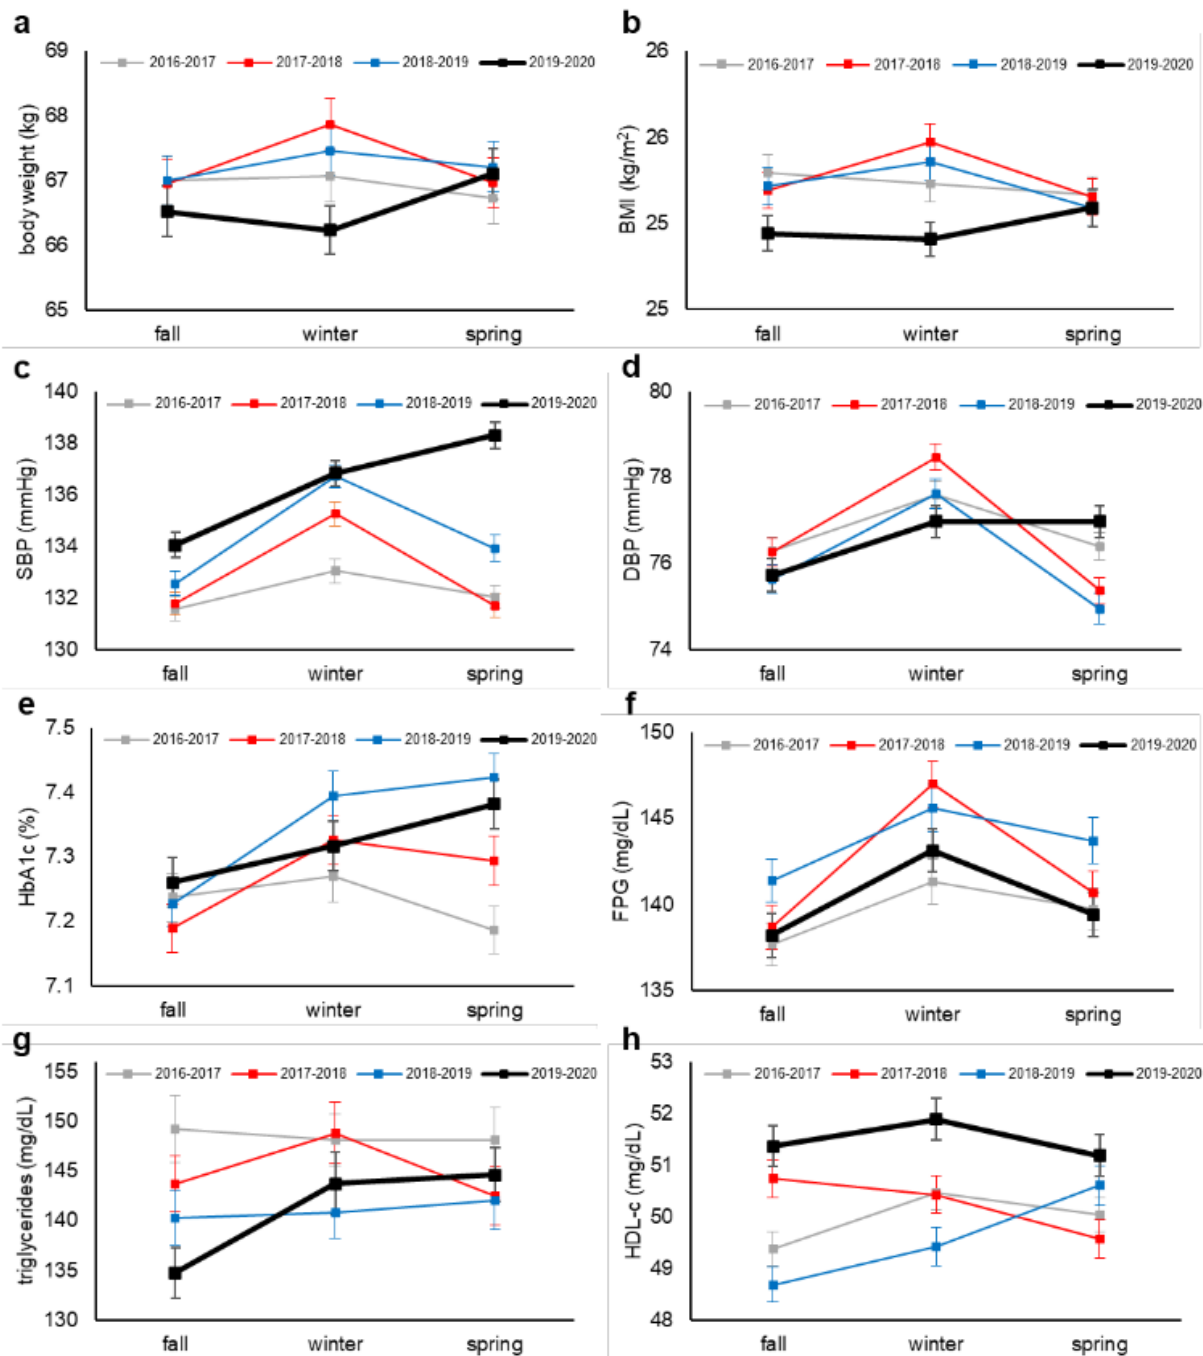 a
69
68
67
66
65
body weight (kg)
2016-2017 2017-2018 2018-2019 2019-2020
fall winter spring
b
26
26
25
25
BMI (kg/m²)
2016-2017 2017-2018 2018-2019 2019-2020
fall winter spring
c
140
138
136
134
132
130
SBP (mmHg)
2016-2017 2017-2018 2018-2019 2019-2020
fall winter spring
d
80
78
76
74
DBP (mmHg)
2016-2017 2017-2018 2018-2019 2019-2020
fall winter spring
e
7.5
7.4
7.3
7.2
7.1
HbA1c (%)
2016-2017 2017-2018 2018-2019 2019-2020
fall winter spring
f
150
145
140
135
FPG (mg/dL)
2016-2017 2017-2018 2018-2019 2019-2020
fall winter spring
g
155
150
145
140
135
130
triglycerides (mg/dL)
2016-2017 2017-2018 2018-2019 2019-2020
fall winter spring
h
53
52
51
50
49
48
HDL-c (mg/dL)
2016-2017 2017-2018 2018-2019 2019-2020
fall winter spring